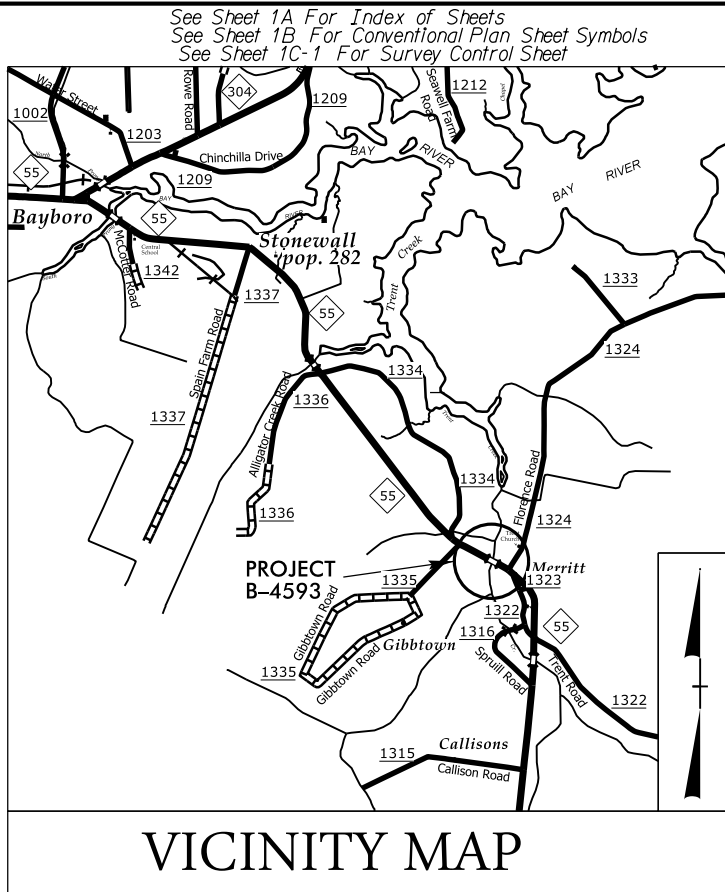 See Sheet 1A For Index of Sheets
See Sheet 1B For Conventional Plan Sheet Symbols
See Sheet 1C-1 For Survey Control Sheet
Water Street
Rowe Road
304
1209
1212
Seawell Farm Road
Chapel
1002
1203
Chinchilla Drive
BAY
RIVER
55
1209
BAY
RIVER
BAY
RIVER
Bayboro
55
McCotter Road
Central School
1342
Stonewall
pop. 282
Creek
Trent
1333
1337
55
1324
Spain Farm Road
1334
1336
Alligator Creek Road
1337
1334
55
Florence Road
1336
1324
Church
PROJECT
B-4593
1335
Merritt
1323
Gibbtown Road
1322
1316
55
Gibbtown
Gibbtown Road
1335
Spruill Road
Trent Road
1322
Callisons
1315
Callison Road
VICINITY MAP